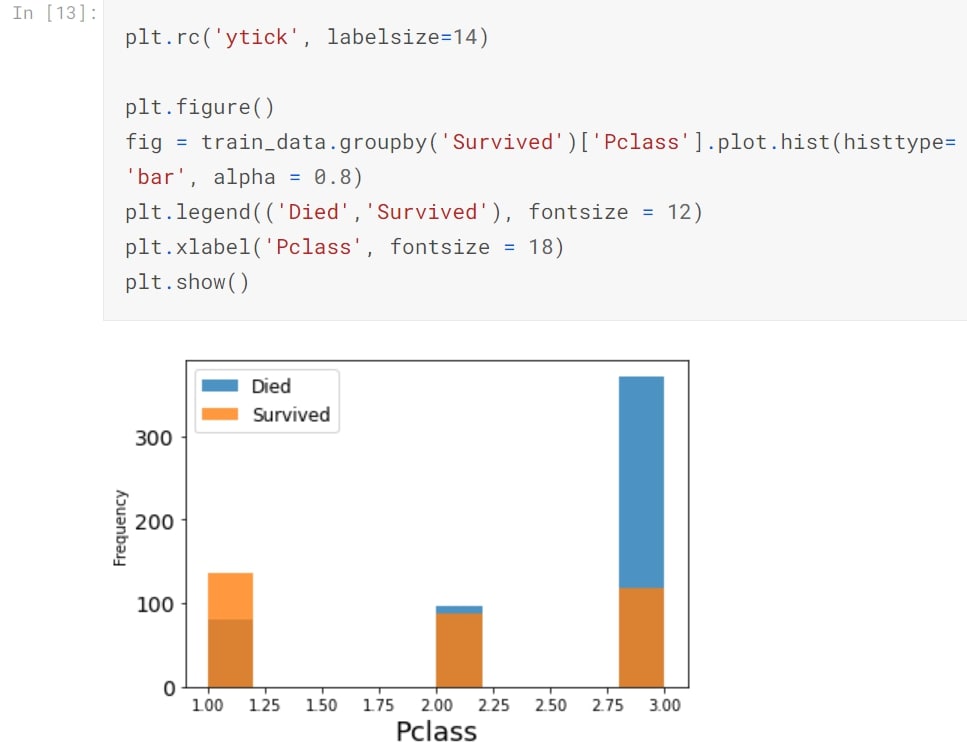 In [13]:
plt.rc('ytick', labelsize=14)
plt.figure()
fig = train_data.groupby('Survived')['Pclass'].plot.hist(histtype=
'bar', alpha = 0.8)
plt.legend(('Died','Survived'), fontsize = 12)
plt.xlabel('Pclass', fontsize = 18)
plt.show()
Died
Survived
300
200
100
0
Frequency
1.00 1.25 1.50 1.75 2.00 2.25 2.50 2.75 3.00
Pclass